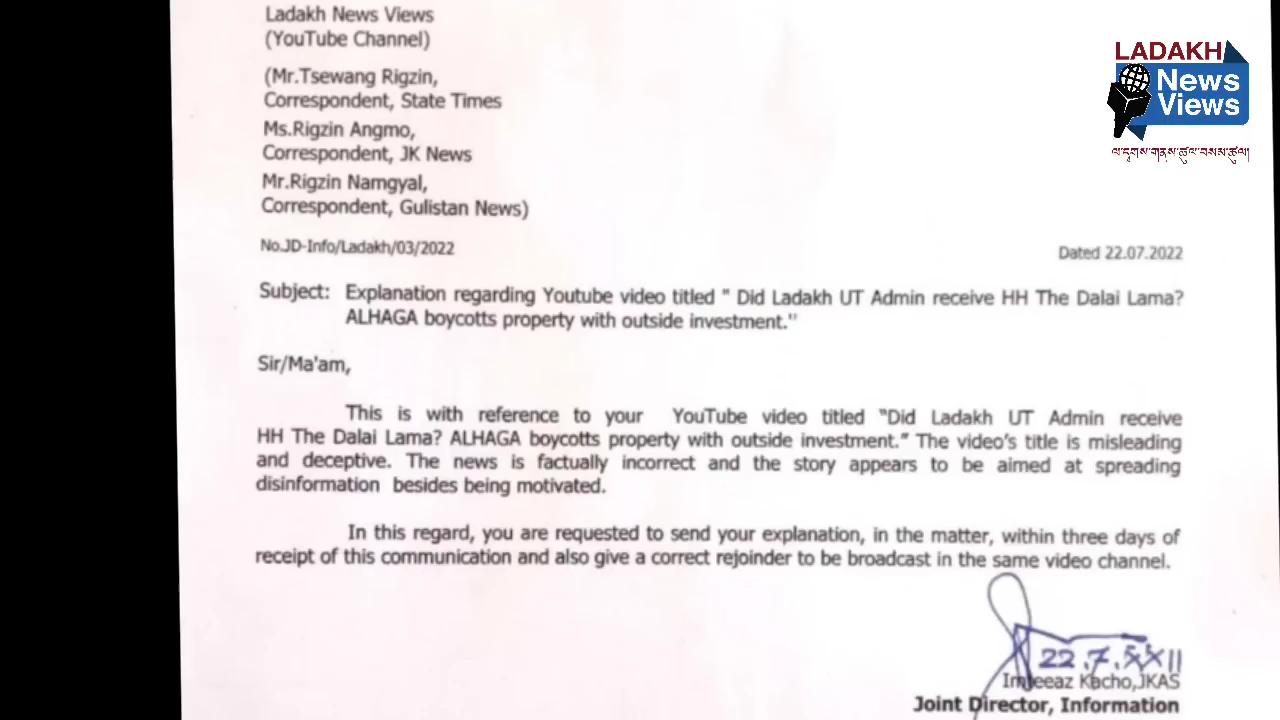 Ladakh News Views
(YouTube Channel)
(Mr.Tsewang Rigzin,
Correspondent, State Times
Ms.Rigzin Angmo,
Correspondent, JK News
Mr.Rigzin Namgyal,
Correspondent, Gulistan News)
No.JD-Info/Ladakh/03/2022
Dated 22.07.2022
Subject: Explanation regarding Youtube video titled " Did Ladakh UT Admin receive HH The Dalai Lama?
ALHAGA boycotts property with outside investment."
Sir/Ma'am,
This is with reference to your YouTube video titled "Did Ladakh UT Admin receive
HH The Dalai Lama? ALHAGA boycotts property with outside investment." The video's title is misleading
and deceptive. The news is factually incorrect and the story appears to be aimed at spreading
disinformation besides being motivated.
In this regard, you are requested to send your explanation, in the matter, within three days of
receipt of this communication and also give a correct rejoinder to be broadcast in the same video channel.
22.7.
Kacho,JKAS
Joint Director, Information
LADAKH
News
Views
ལ་དྭགས་གནས་ཚུལ་བསམ་ཚུལ།